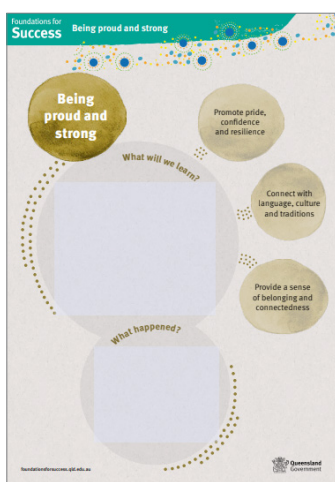 Foundations for
Success
Being proud and strong
Being
proud and
strong
Promote pride,
confidence
and resilience
What will we learn?
Connect with
language, culture
and traditions
Provide a sense
of belonging and
connectedness
What happened?
foundationsforsuccess.qld.edu.au
Queensland
Government